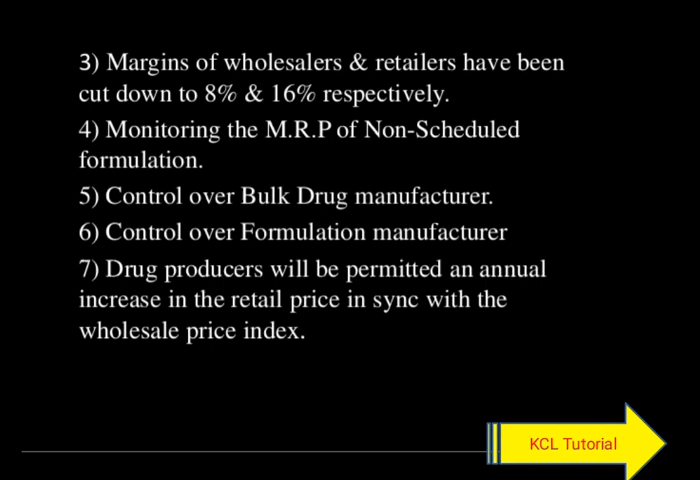 3) Margins of wholesalers & retailers have been
cut down to 8% & 16% respectively.
4) Monitoring the M.R.P of Non-Scheduled
formulation.
5) Control over Bulk Drug manufacturer.
6) Control over Formulation manufacturer
7) Drug producers will be permitted an annual
increase in the retail price in sync with the
wholesale price index.
KCL Tutorial